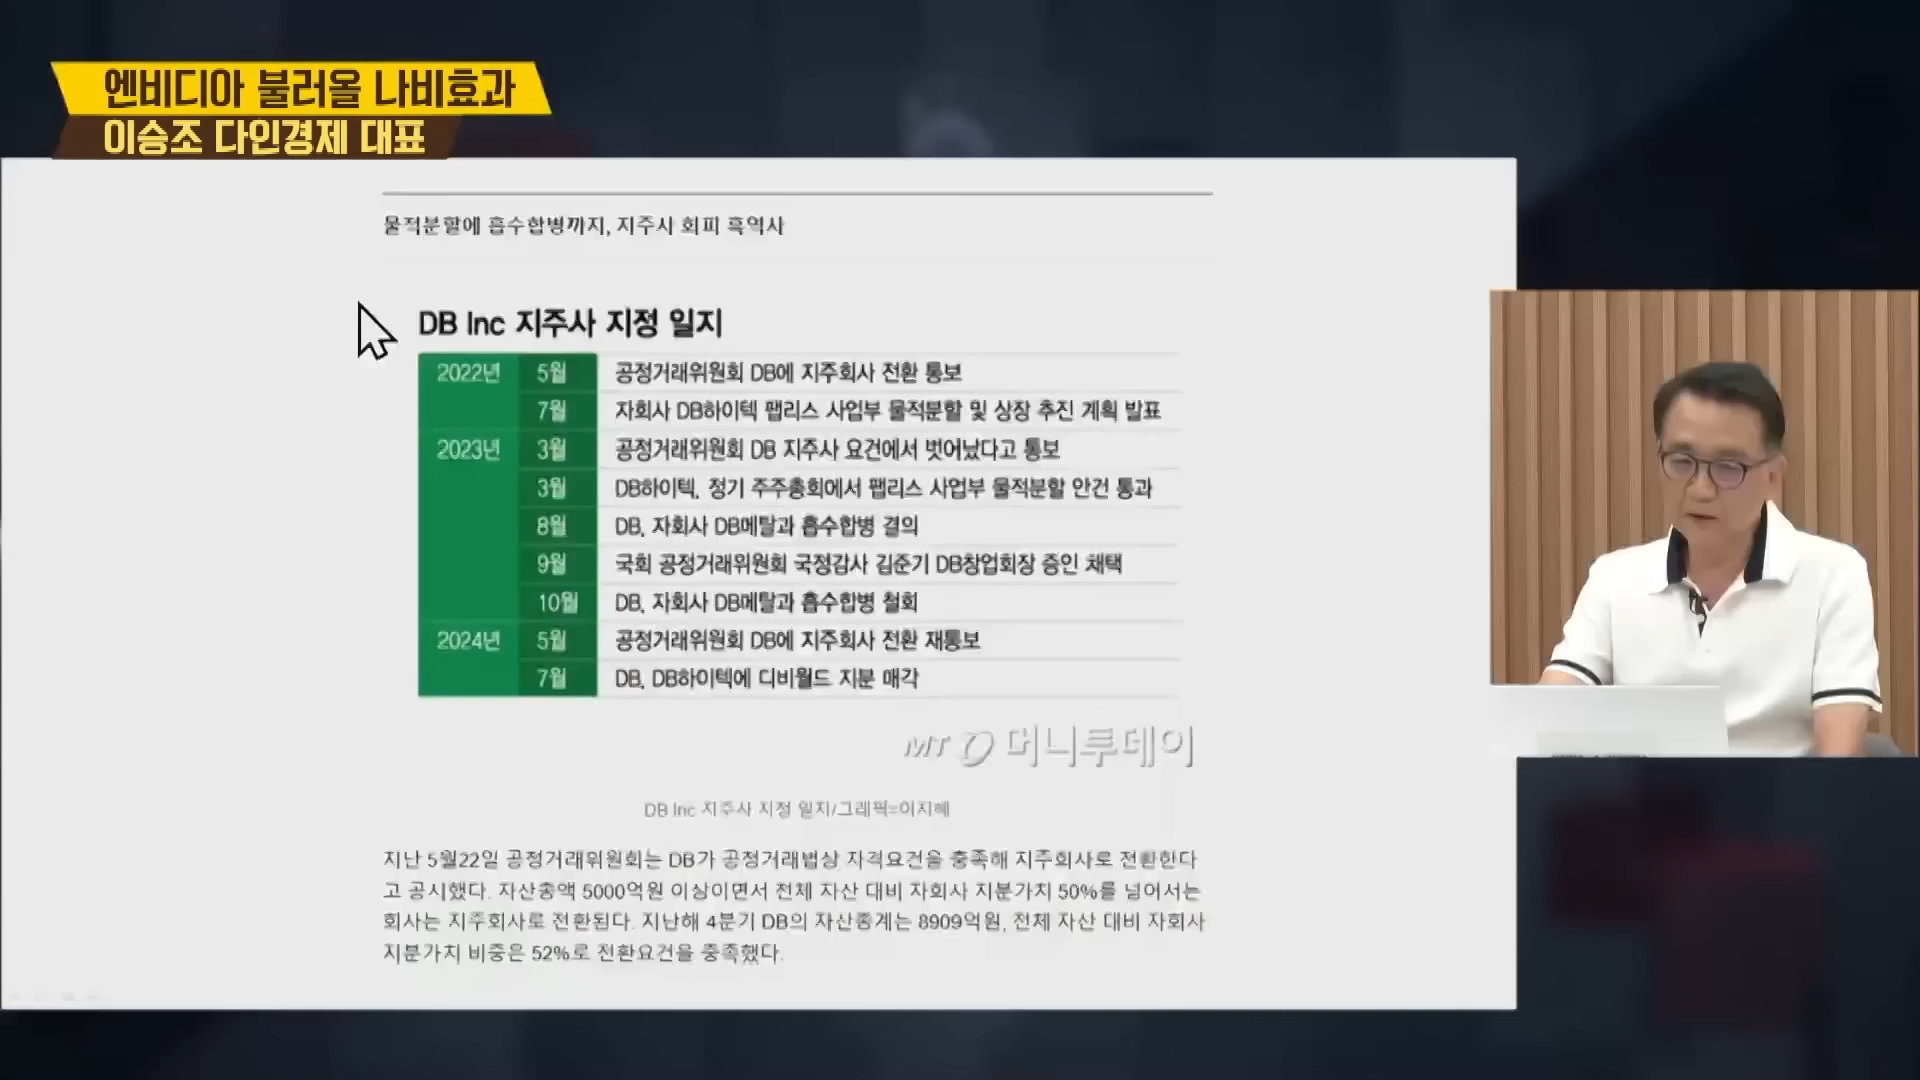 엔비디아 불러올 나비효과
이승조 다인경제 대표
물적분할에 흡수합병까지, 지주사 회피 흑역사
DB Inc 지주사 지정 일지
2022년 5월 공정거래위원회 DB에 지주회사 전환 통보
7월 자회사 DB하이텍 팹리스 사업부 물적분할 및 상장 추진 계획 발표
2023년 3월 공정거래위원회 DB 지주사 요건에서 벗어났다고 통보
3월 DB하이텍, 정기 주주총회에서 팹리스 사업부 물적분할 안건 통과
8월 DB, 자회사 DB메탈과 흡수합병 결의
9월 국회 공정거래위원회 국정감사 김준기 DB창업회장 증인 채택
10월 DB, 자회사 DB메탈과 흡수합병 철회
2024년 5월 공정거래위원회 DB에 지주회사 전환 재통보
7월 DB, DB하이텍에 디비월드 지분 매각
MT 머니투데이
DB Inc 지주사 지정 일지/그래픽=이지혜
지난 5월22일 공정거래위원회는 DB가 공정거래법상 자격요건을 충족해 지주회사로 전환한다
고 공시했다. 자산총액 5000억원 이상이면서 전체 자산 대비 자회사 지분가치 50%를 넘어서는
회사는 지주회사로 전환된다. 지난해 4분기 DB의 자산총계는 8909억원, 전체 자산 대비 자회사
지분가치 비중은 52%로 전환요건을 충족했다.